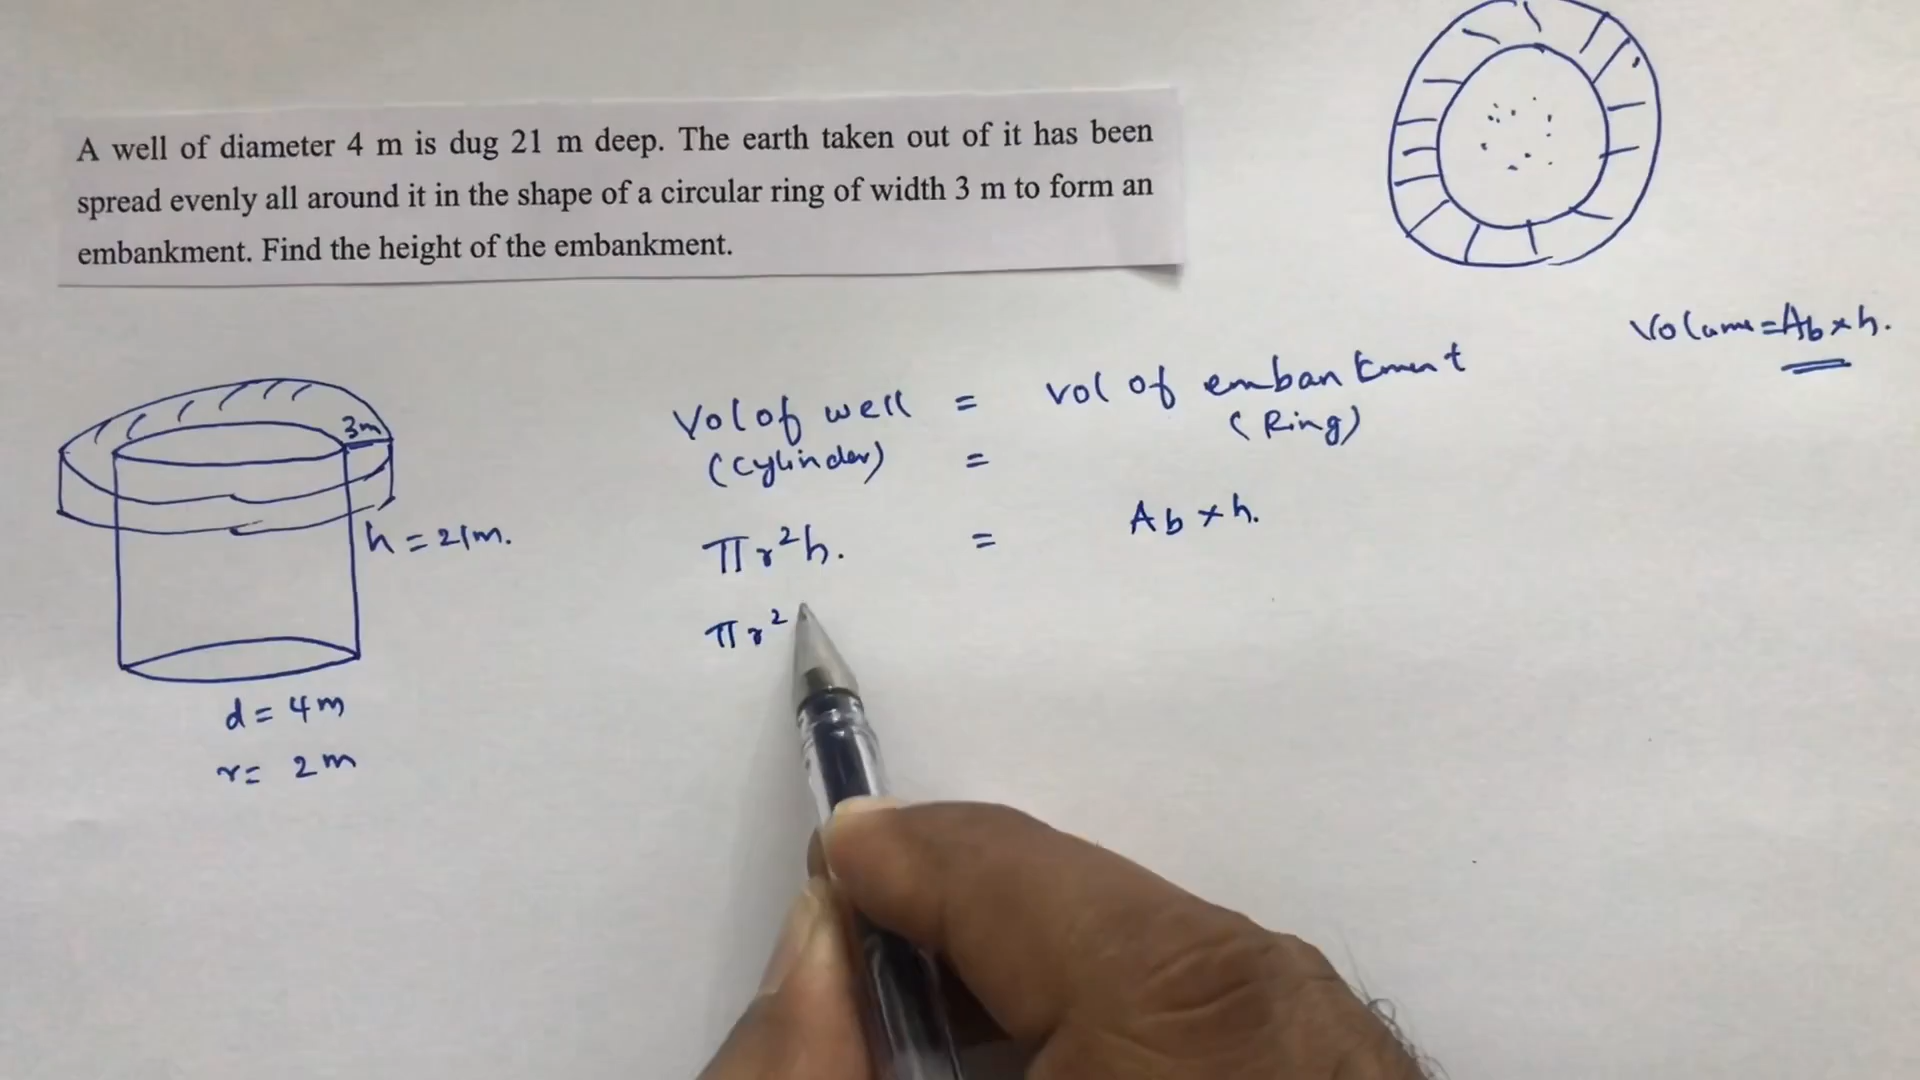 A well of diameter 4 m is dug 21 m deep. The earth taken out of it has been
spread evenly all around it in the shape of a circular ring of width 3 m to form an
embankment. Find the height of the embankment.
Volume = Ab × h.
Vol of well = vol of embankment
(Cylinder) = (Ring)
πr²h. = Ab × h.
πr²
3m
h = 21m.
d = 4m
r = 2m